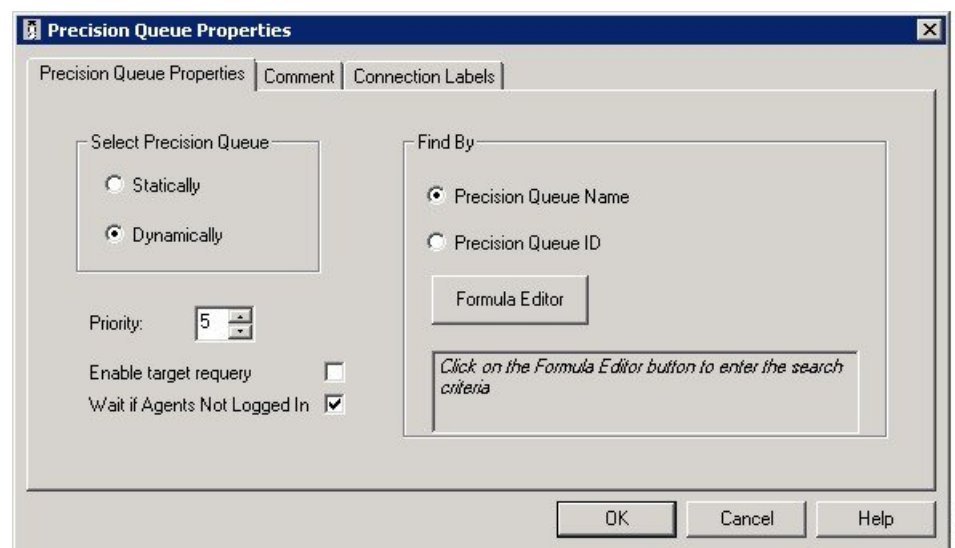 Precision Queue Properties
Precision Queue Properties Comment Connection Labels
Select Precision Queue
Statically
Dynamically
Priority: 5
Enable target requery
Wait if Agents Not Logged In
Find By
Precision Queue Name
Precision Queue ID
Formula Editor
Click on the Formula Editor button to enter the search
criteria
OK Cancel Help